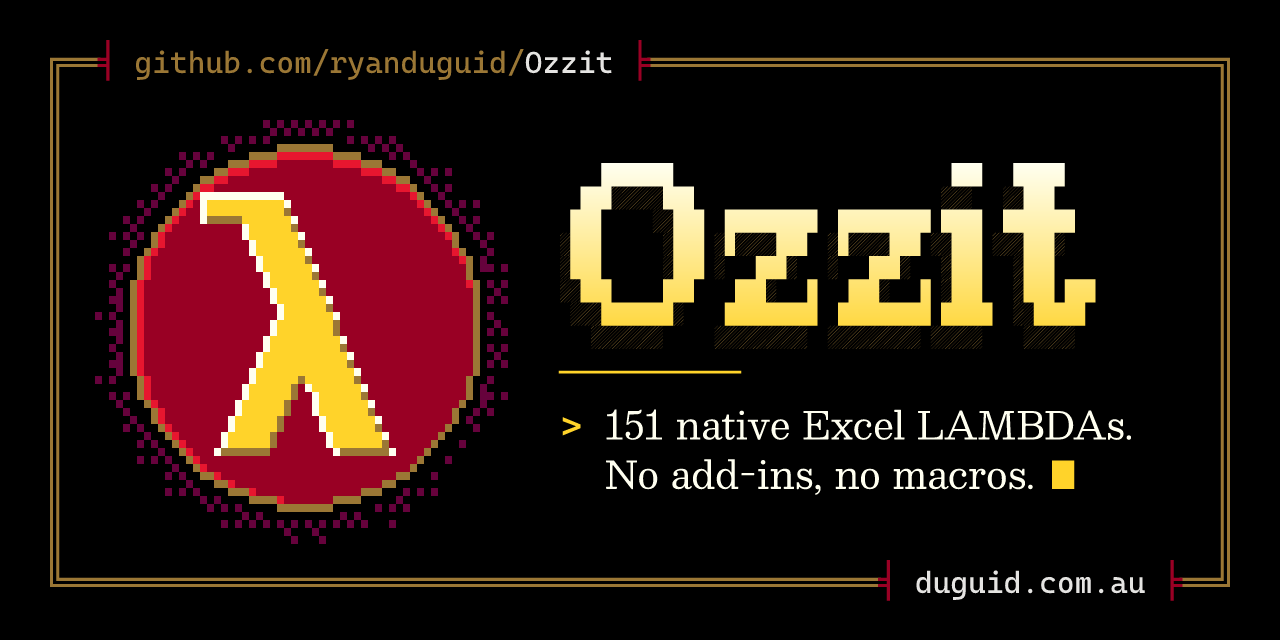 github.com/ryanduguid/Ozzit
λ
Ozzit
> 151 native Excel LAMBDAs.
No add-ins, no macros.
duguid.com.au